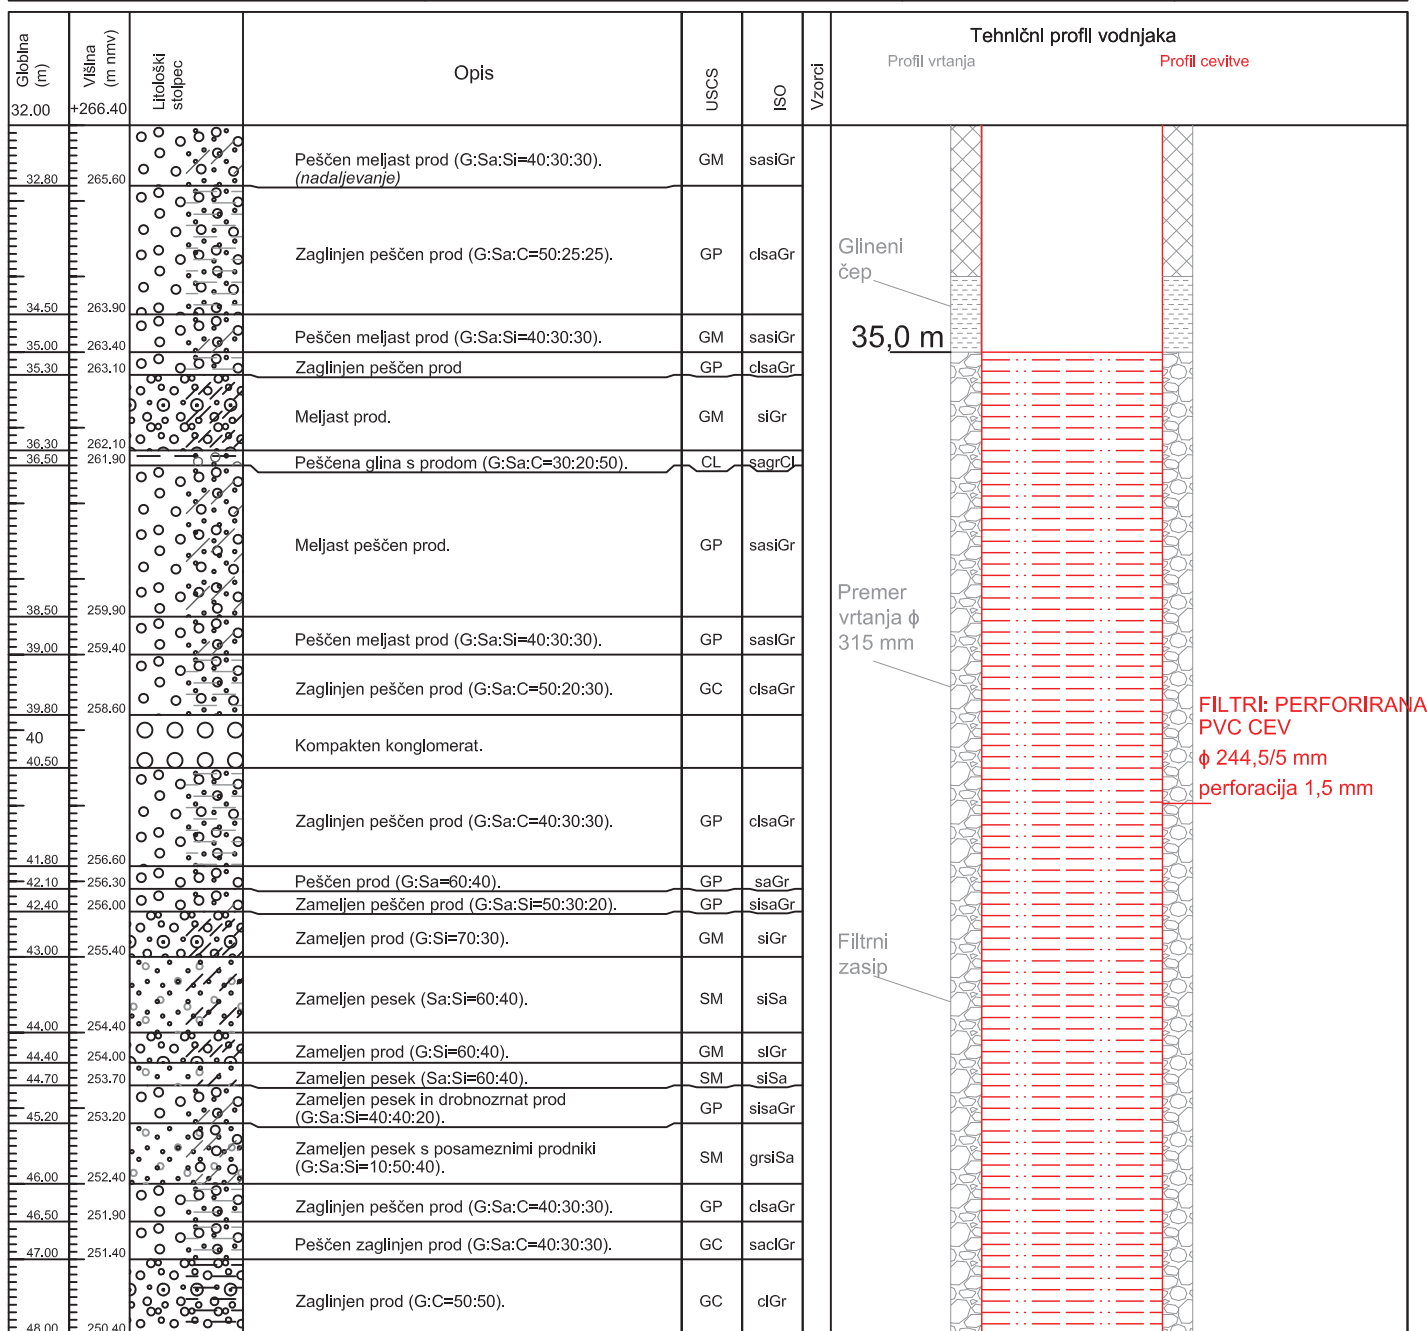 Globina
(m)
32.00
Višina
(m nmv)
+266.40
Litološki
stolpec
Opis
USCS
ISO
Vzorci
Tehnični profil vodnjaka
Profil vrtanja
Profil cevitve
Peščen meljast prod (G:Sa:Si=40:30:30).
(nadaljevanje)
GM
sasiGr
32.80
265.60
Zaglinjen peščen prod (G:Sa:C=50:25:25).
GP
clsaGr
34.50
263.90
Peščen meljast prod (G:Sa:Si=40:30:30).
GM
sasiGr
35.00
263.40
Zaglinjen peščen prod
GP
clsaGr
35.30
263.10
Meljast prod.
GM
siGr
36.30
262.10
Peščena glina s prodom (G:Sa:C=30:20:50).
CL
sagrCl
36.50
261.90
Meljast peščen prod.
GP
sasiGr
38.50
259.90
Peščen meljast prod (G:Sa:Si=40:30:30).
GP
sasiGr
39.00
259.40
Zaglinjen peščen prod (G:Sa:C=50:20:30).
GC
clsaGr
39.80
258.60
40
Kompakten konglomerat.
40.50
Zaglinjen peščen prod (G:Sa:C=40:30:30).
GP
clsaGr
41.80
256.60
Peščen prod (G:Sa=60:40).
GP
saGr
42.10
256.30
Zameljen peščen prod (G:Sa:Si=50:30:20).
GP
sisaGr
42.40
256.00
Zameljen prod (G:Si=70:30).
GM
siGr
43.00
255.40
Zameljen pesek (Sa:Si=60:40).
SM
siSa
44.00
254.40
Zameljen prod (G:Si=60:40).
GM
siGr
44.40
254.00
Zameljen pesek (Sa:Si=60:40).
SM
siSa
44.70
253.70
Zameljen pesek in drobnozrnat prod
(G:Sa:Si=40:40:20).
GP
sisaGr
45.20
253.20
Zameljen pesek s posameznimi prodniki
(G:Sa:Si=10:50:40).
SM
grsiSa
46.00
252.40
Zaglinjen peščen prod (G:Sa:C=40:30:30).
GP
clsaGr
46.50
251.90
Peščen zaglinjen prod (G:Sa:C=40:30:30).
GC
saclGr
47.00
251.40
Zaglinjen prod (G:C=50:50).
GC
clGr
48.00
250.40
Glineni
čep
35,0 m
Premer
vrtanja ϕ
315 mm
FILTRI: PERFORIRANA
PVC CEV
ϕ 244,5/5 mm
perforacija 1,5 mm
Filtrni
zasip